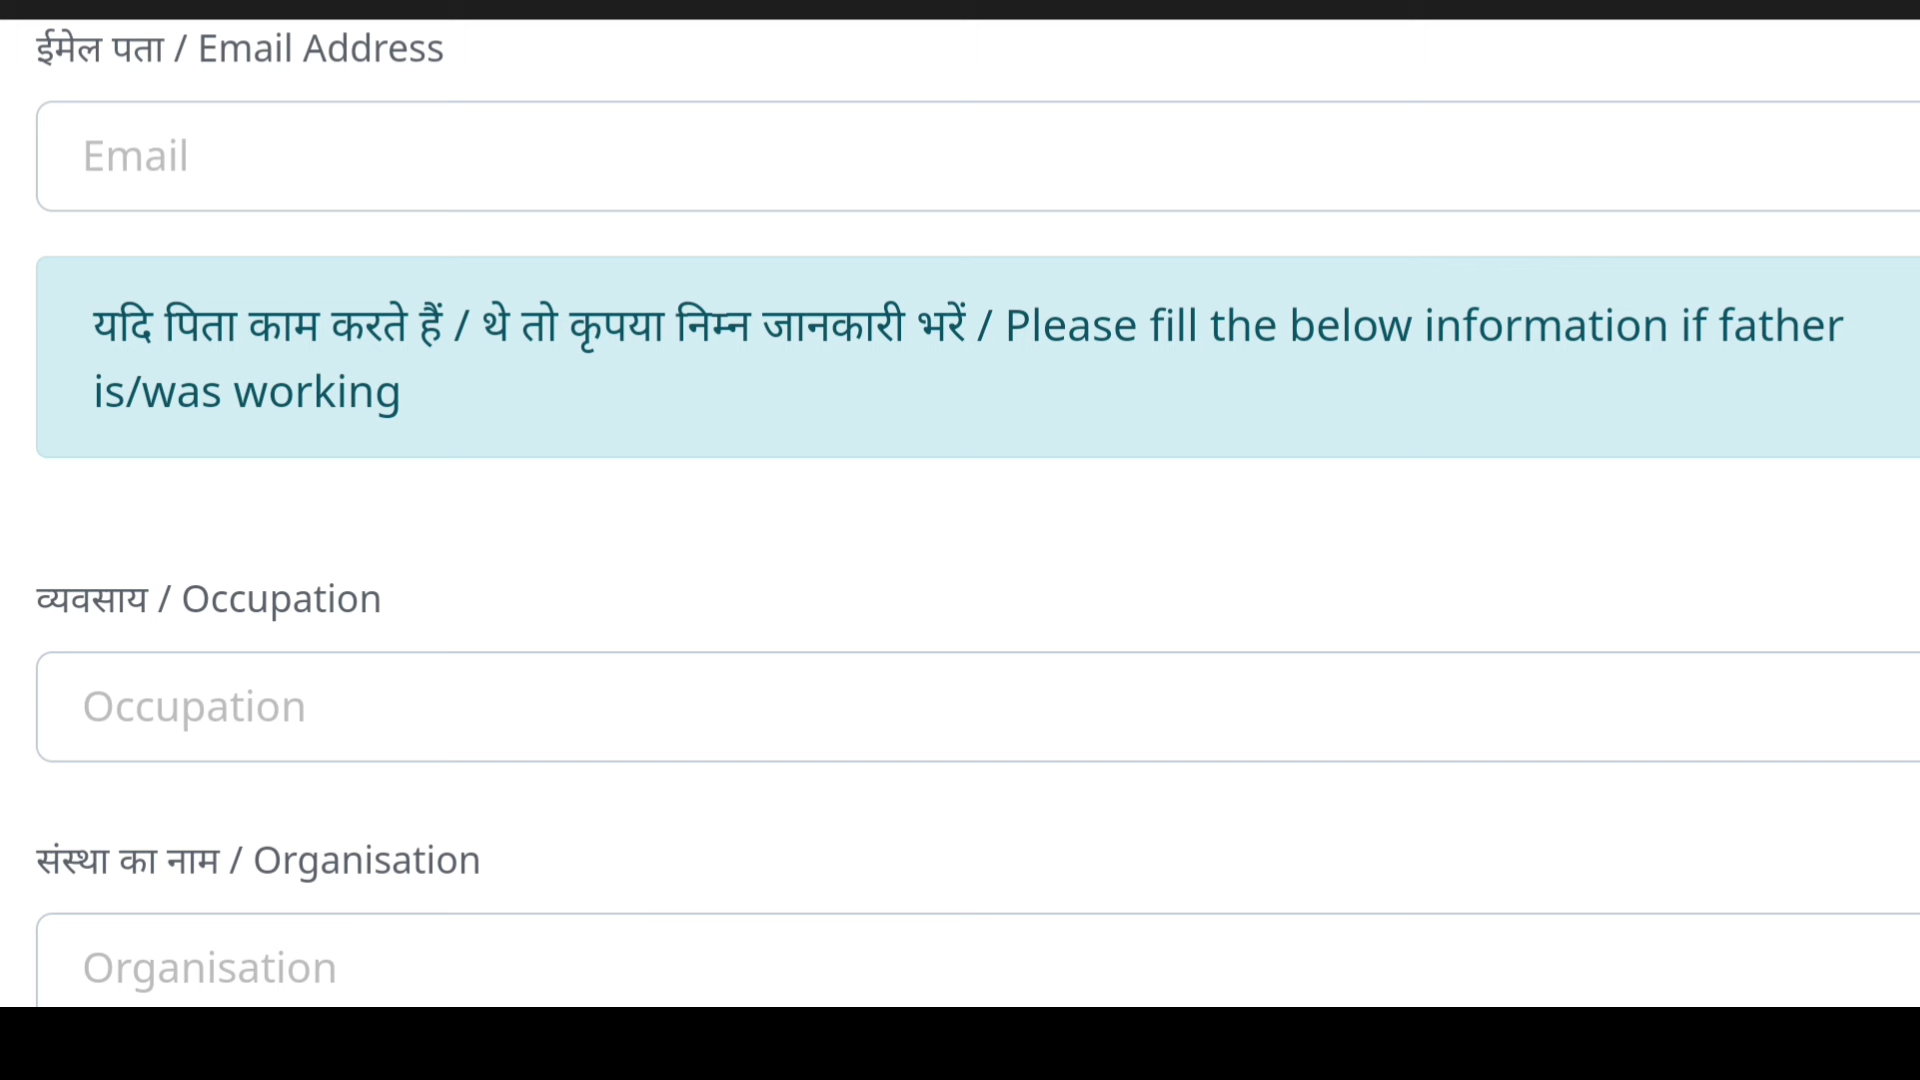 ईमेल पता / Email Address
Email
यदि पिता काम करते हैं / थे तो कृपया निम्न जानकारी भरें / Please fill the below information if father
is/was working
व्यवसाय / Occupation
Occupation
संस्था का नाम / Organisation
Organisation